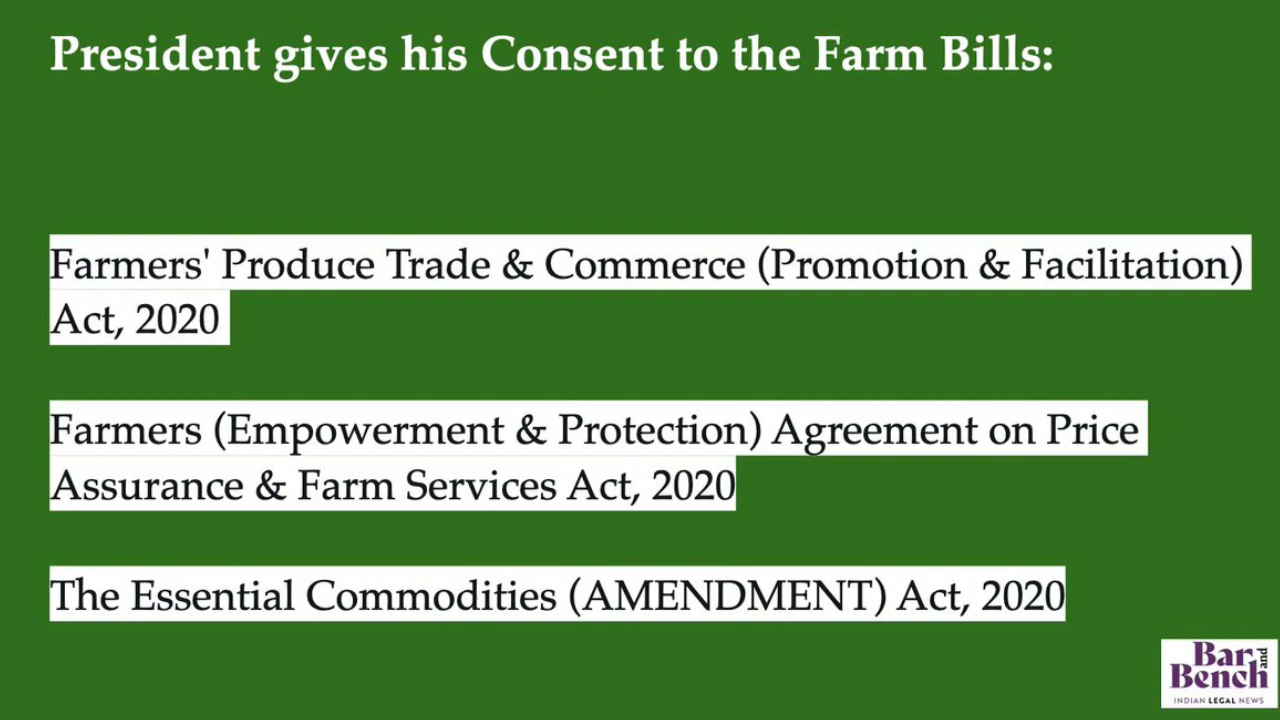 President gives his Consent to the Farm Bills:
Farmers' Produce Trade & Commerce (Promotion & Facilitation)
Act, 2020
Farmers (Empowerment & Protection) Agreement on Price
Assurance & Farm Services Act, 2020
The Essential Commodities (AMENDMENT) Act, 2020
Bar and
Bench
INDIAN LEGAL NEWS